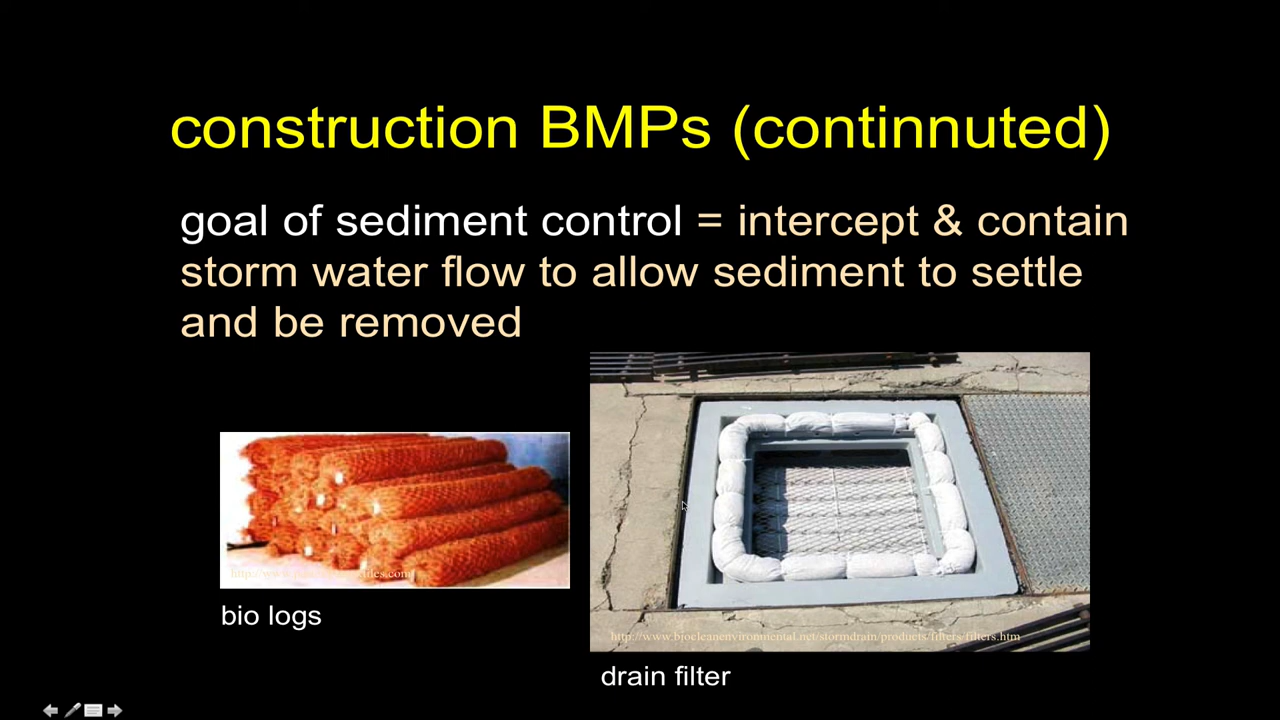 construction BMPs (continnuted)
goal of sediment control = intercept & contain
storm water flow to allow sediment to settle
and be removed
bio logs
http://www.biocleanenvironmental.net/stormdrain/products/filters/filters.htm
drain filter